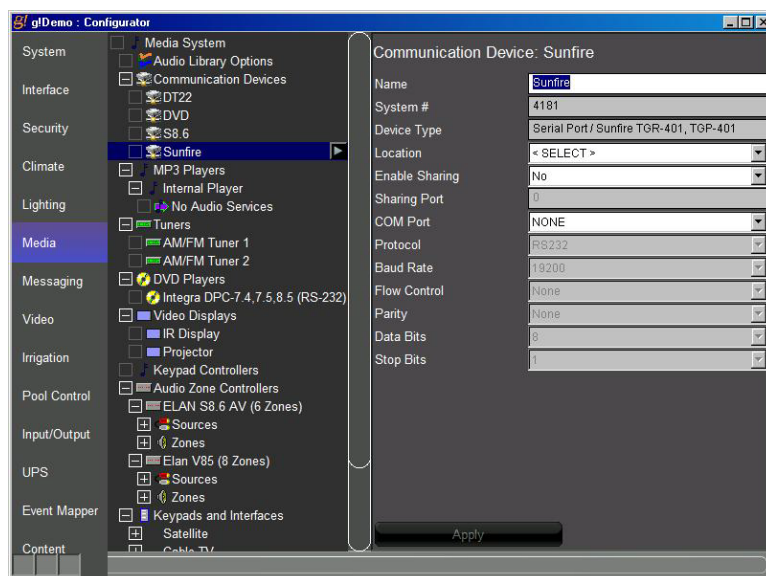 g! g!Demo : Configurator
System
Interface
Security
Climate
Lighting
Media
Messaging
Video
Irrigation
Pool Control
Input/Output
UPS
Event Mapper
Content
Media System
Audio Library Options
Communication Devices
DT22
DVD
S8.6
Sunfire
MP3 Players
Internal Player
No Audio Services
Tuners
AM/FM Tuner 1
AM/FM Tuner 2
DVD Players
Integra DPC-7.4,7.5,8.5 (RS-232)
Video Displays
IR Display
Projector
Keypad Controllers
Audio Zone Controllers
ELAN S8.6 AV (6 Zones)
Sources
Zones
Elan V85 (8 Zones)
Sources
Zones
Keypads and Interfaces
Satellite
Cable TV
Communication Device: Sunfire
Name Sunfire
System # 4181
Device Type Serial Port / Sunfire TGR-401, TGP-401
Location < SELECT >
Enable Sharing No
Sharing Port 0
COM Port NONE
Protocol RS232
Baud Rate 19200
Flow Control None
Parity None
Data Bits 8
Stop Bits 1
Apply